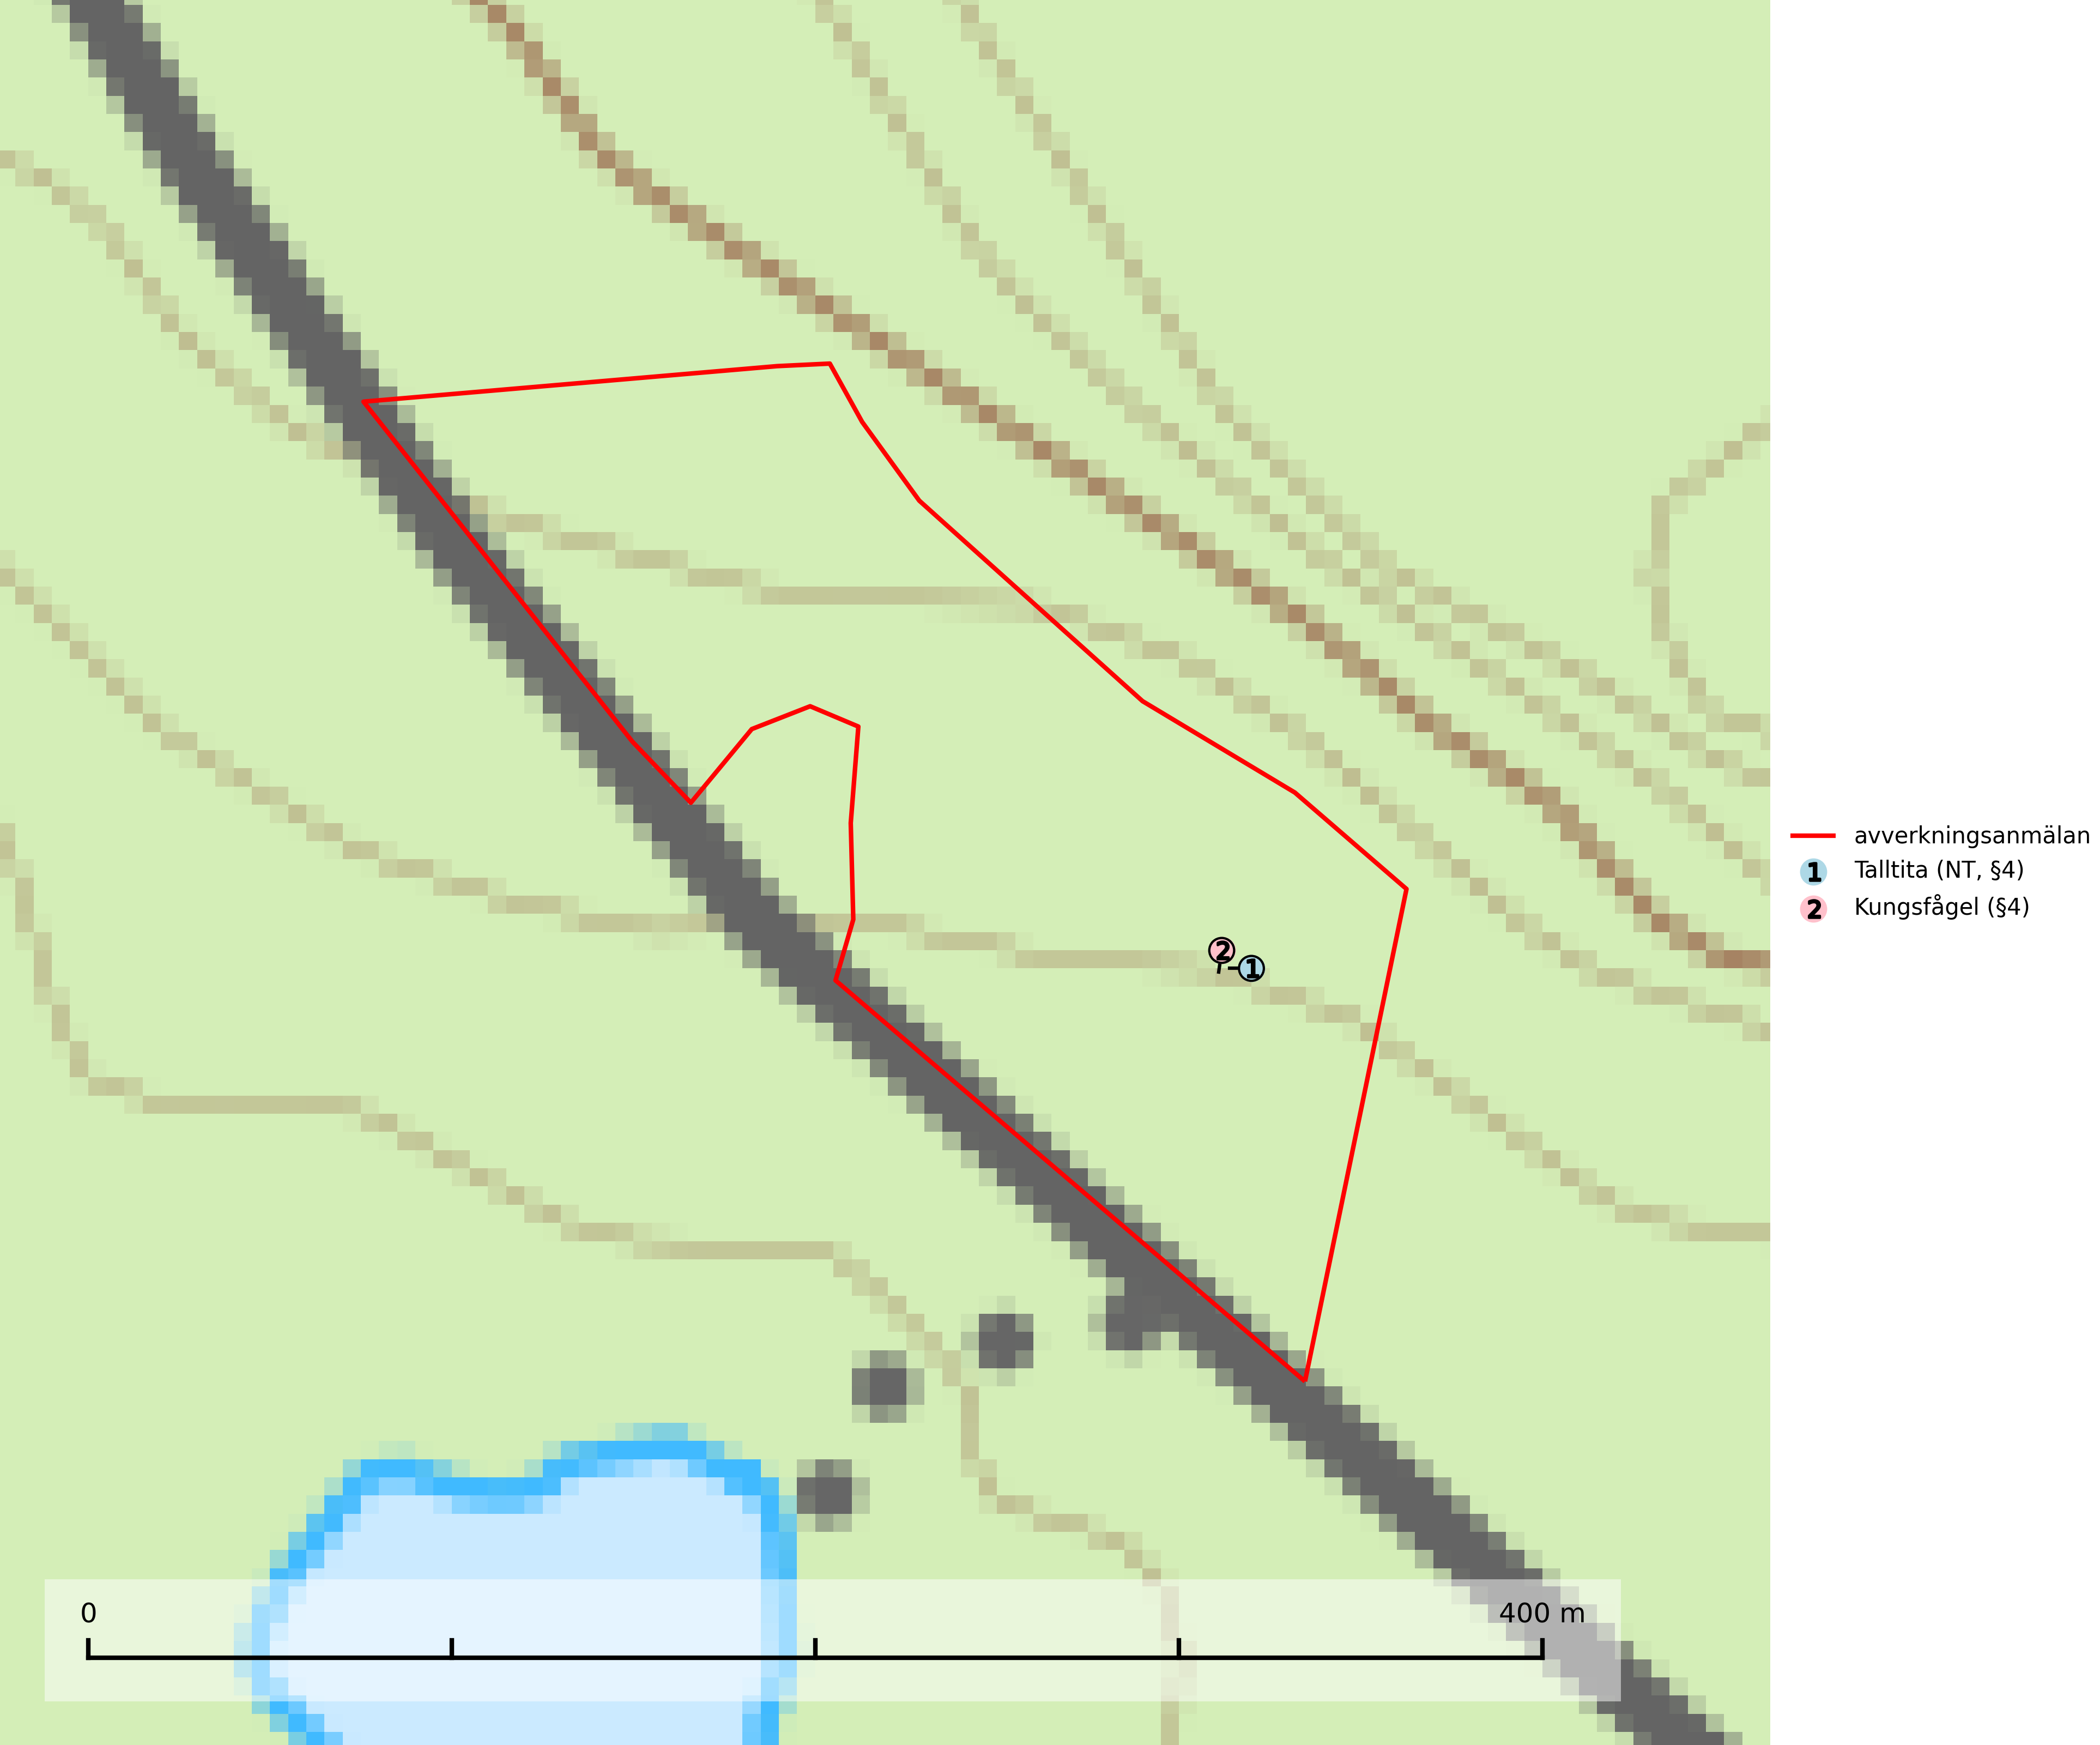 2
1
avverkningsanmälan
1 Talltita (NT, §4)
2 Kungsfågel (§4)
0 400 m